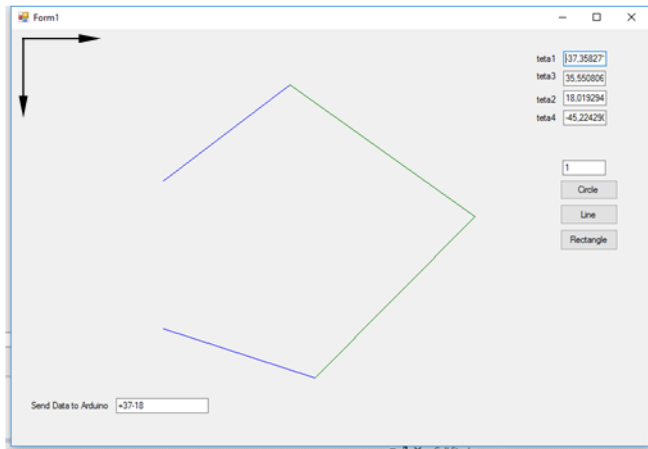 Form1
teta1 -37,35827
teta3 35,550806
teta2 18,019294
teta4 -45,22429
1
Circle
Line
Rectangle
Send Data to Arduino +37-18